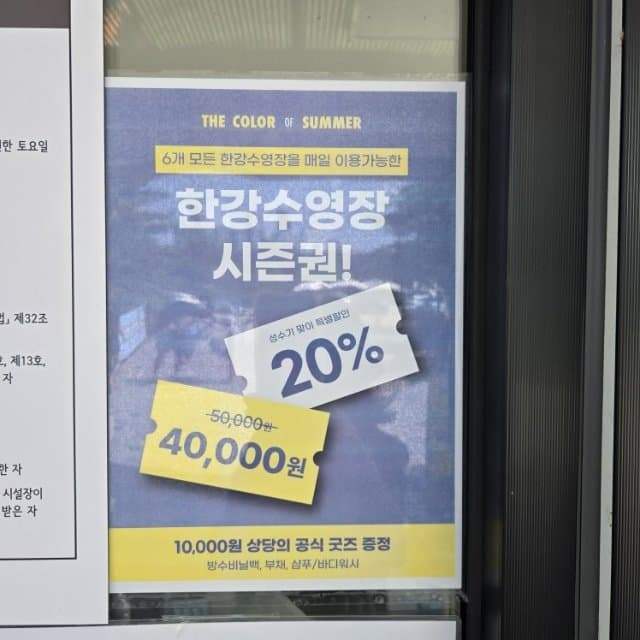 토요일
제32조
제13호,
자
한 자
시설장이
받은 자
THE COLOR OF SUMMER
6개 모든 한강수영장을 매일 이용가능한
한강수영장
시즌권!
성수기 맞이 특별할인
20%
50,000원
40,000원
10,000원 상당의 공식 굿즈 증정
방수비닐백, 부채, 샴푸/바디워시